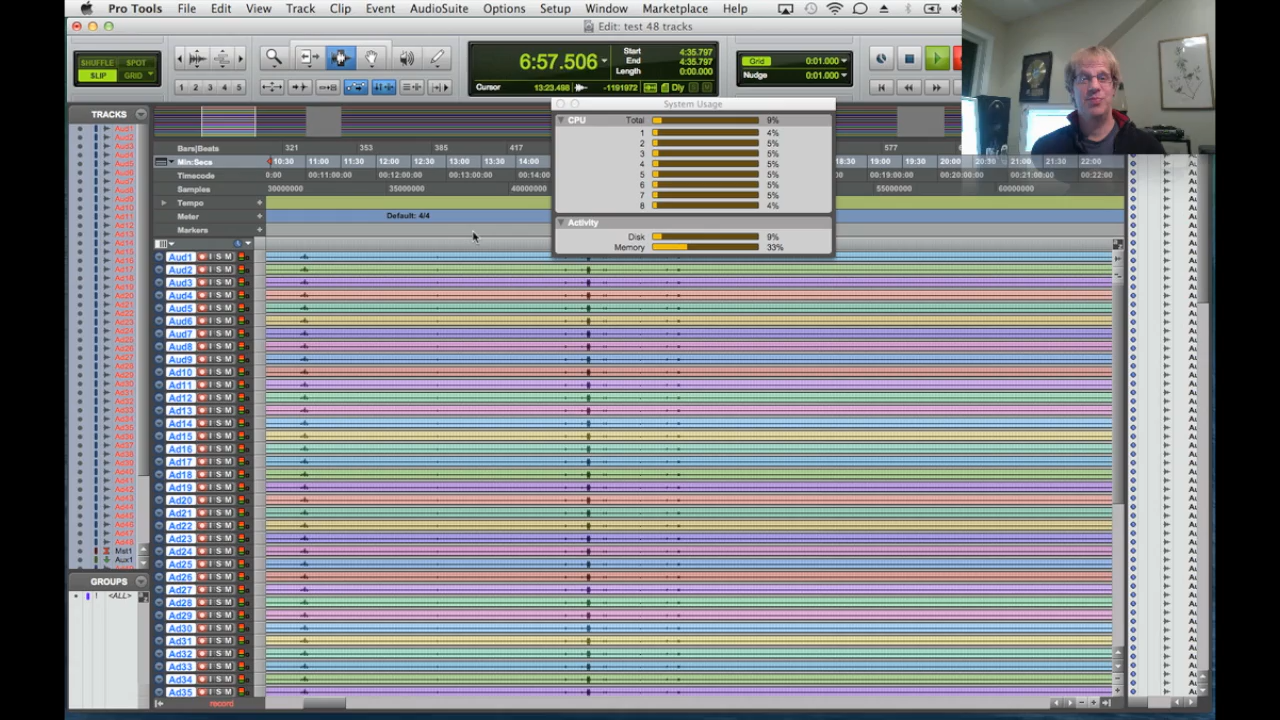 Pro Tools File Edit View Track Clip Event AudioSuite Options Setup Window Marketplace Help
Edit: test 48 tracks
SHUFFLE SPOT
SLIP GRID
1 2 3 4 5
6:57.506
Start 4:35.797
End 4:35.797
Length 0:00.000
Cursor 13:23.498 -1191972 Dly
Grid 0:01.000
Nudge 0:01.000
System Usage
CPU Total 9%
1 4%
2 5%
3 5%
4 5%
5 5%
6 5%
7 5%
8 4%
Activity
Disk 9%
Memory 33%
TRACKS
Bars|Beats 321 353 385 417 577
Min:Secs 10:30 11:00 11:30 12:00 12:30 13:00 13:30 14:00 18:30 19:00 19:30 20:00 20:30 21:00 21:30 22:00
Timecode 0:00 00:11:00:00 00:12:00:00 00:13:00:00 00:14:0 00:19:00:00 00:20:00:00 00:21:00:00 00:22:00
Samples 30000000 35000000 40000000 55000000 60000000
Tempo
Meter Default: 4/4
Markers
Aud1 I S M
Aud2 I S M
Aud3 I S M
Aud4 I S M
Aud5 I S M
Aud6 I S M
Aud7 I S M
Aud8 I S M
Aud9 I S M
Ad10 I S M
Ad11 I S M
Ad12 I S M
Ad13 I S M
Ad14 I S M
Ad15 I S M
Ad16 I S M
Ad17 I S M
Ad18 I S M
Ad19 I S M
Ad20 I S M
Ad21 I S M
Ad22 I S M
Ad23 I S M
Ad24 I S M
Ad25 I S M
Ad26 I S M
Ad27 I S M
Ad28 I S M
Ad29 I S M
Ad30 I S M
Ad31 I S M
Ad32 I S M
Ad33 I S M
Ad34 I S M
Ad35 I S M
Mst1
Aux1
GROUPS
! <ALL>
record